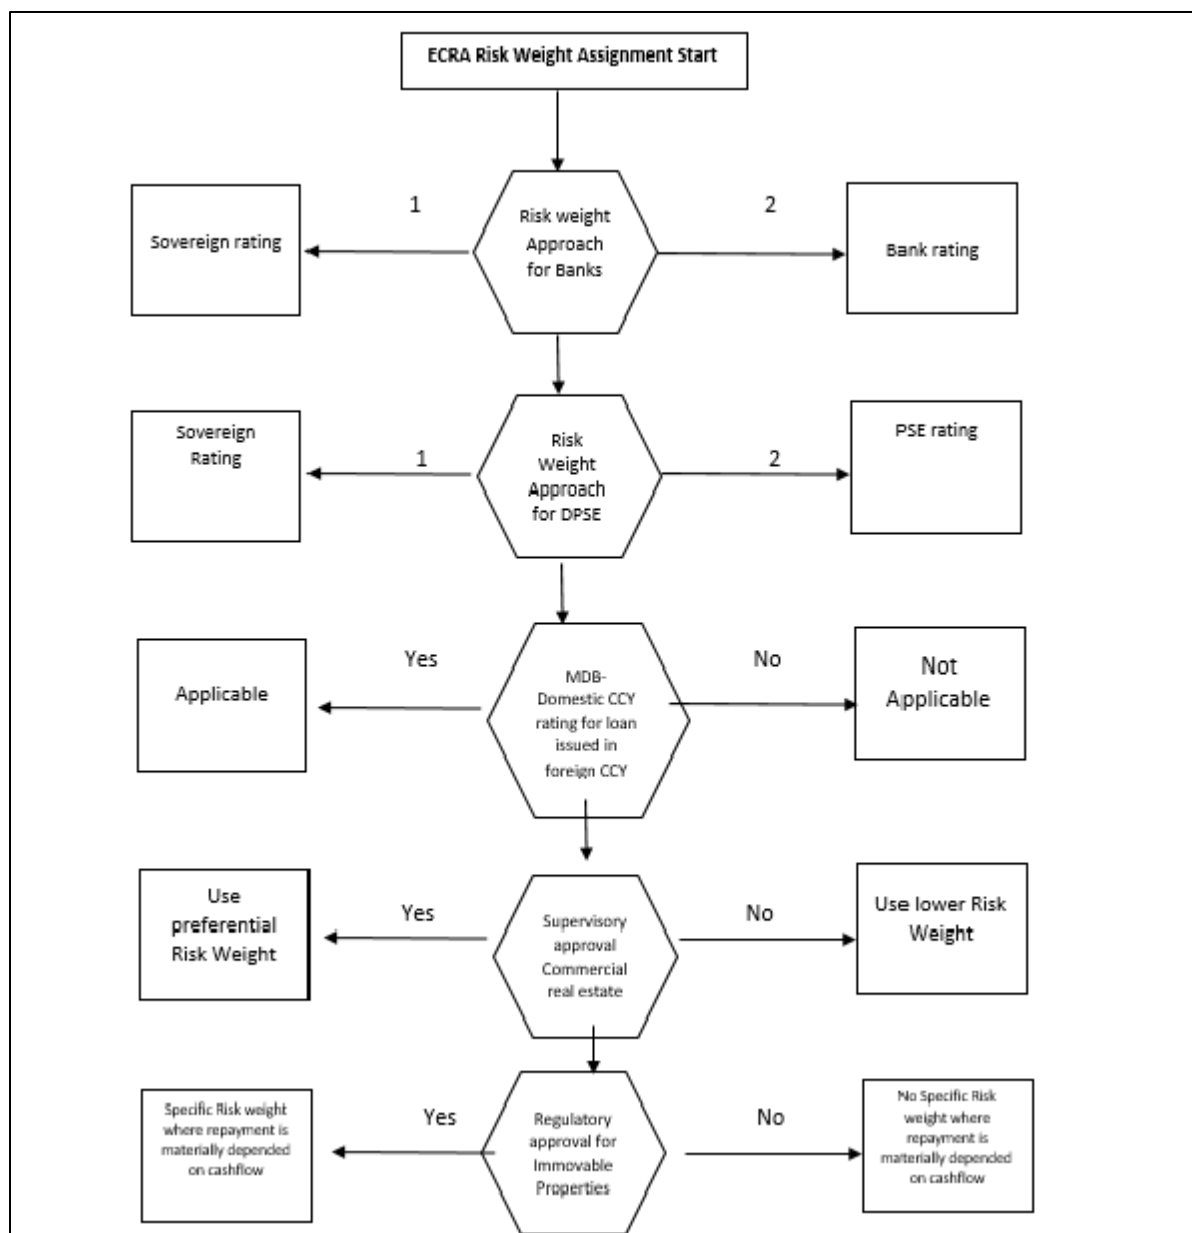 ECRA Risk Weight Assignment Start
Sovereign rating
1
Risk weight
Approach
for Banks
2
Bank rating
Sovereign
Rating
1
Risk
Weight
Approach
for DPSE
2
PSE rating
Applicable
Yes
MDB-
Domestic CCY
rating for loan
issued in
foreign CCY
No
Not
Applicable
Use
preferential
Risk Weight
Yes
Supervisory
approval
Commercial
real estate
No
Use lower Risk
Weight
Specific Risk weight
where repayment is
materially depended
on cashflow
Yes
Regulatory
approval for
Immovable
Properties
No
No Specific Risk
weight where
repayment is
materially depended
on cashflow